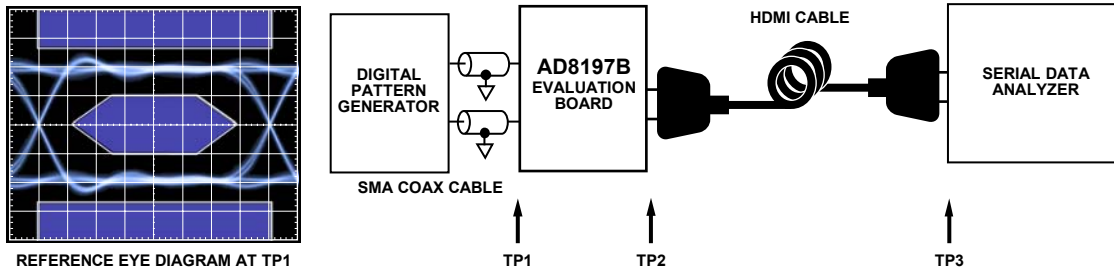 REFERENCE EYE DIAGRAM AT TP1
DIGITAL
PATTERN
GENERATOR
SMA COAX CABLE
AD8197B
EVALUATION
BOARD
HDMI CABLE
SERIAL DATA
ANALYZER
TP1
TP2
TP3